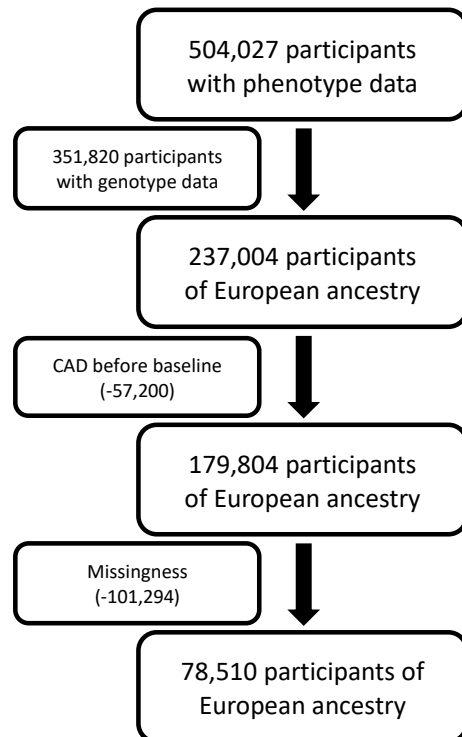 504,027 participants
with phenotype data
351,820 participants
with genotype data
237,004 participants
of European ancestry
CAD before baseline
(-57,200)
179,804 participants
of European ancestry
Missingness
(-101,294)
78,510 participants of
European ancestry